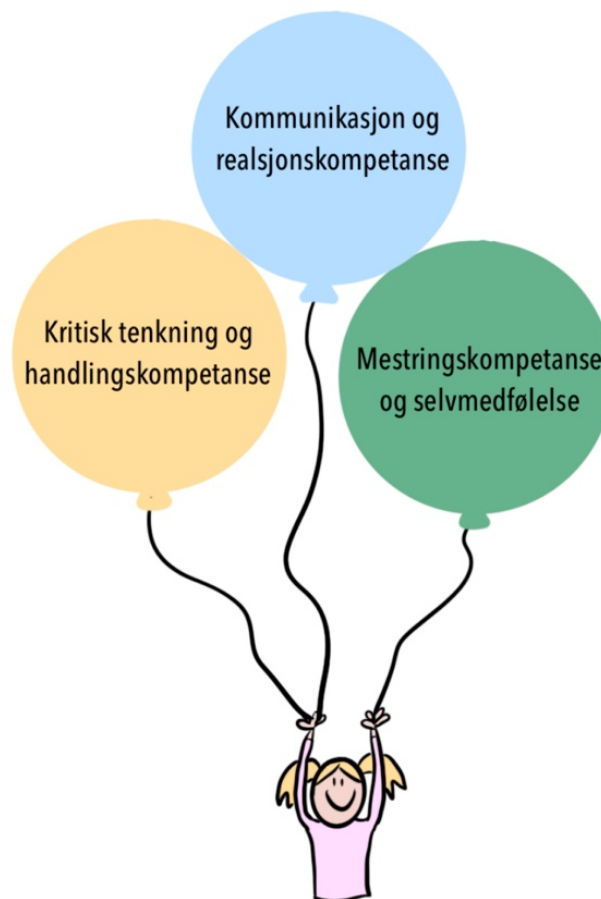 Kommunikasjon og
realsjonskompetanse
Kritisk tenkning og
handlingskompetanse
Mestringskompetanse
og selvmedfølelse